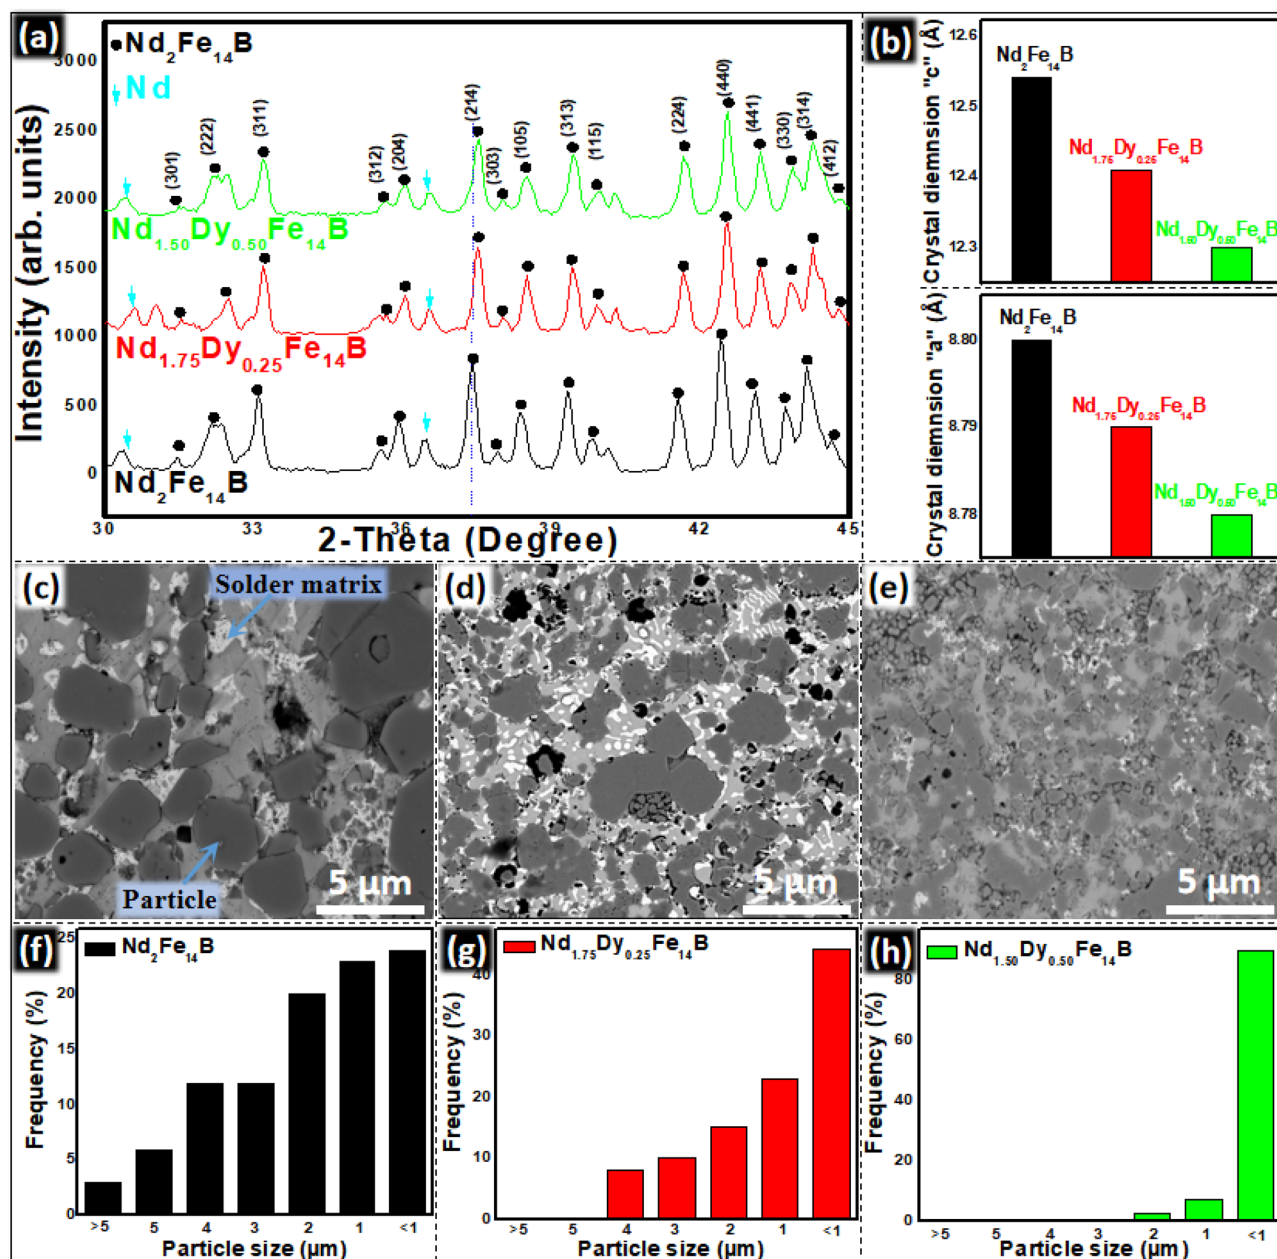 (a)
Nd2Fe14B
Nd
Intensity (arb. units)
3000
2500
2000
1500
1000
500
0
(301)
(222)
(311)
(312)
(204)
(214)
(303)
(105)
(313)
(115)
(224)
(440)
(441)
(330)
(314)
(412)
Nd1.50Dy0.50Fe14B
Nd1.75Dy0.25Fe14B
Nd2Fe14B
30 33 36 39 42 45
2-Theta (Degree)
(b)
Crystal diemnsion "c" (Å)
12.6
12.5
12.4
12.3
Nd2Fe14B
Nd1.75Dy0.25Fe14B
Nd1.50Dy0.50Fe14B
Crystal diemnsion "a" (Å)
8.80
8.79
8.78
Nd2Fe14B
Nd1.75Dy0.25Fe14B
Nd1.50Dy0.50Fe14B
(c)
Solder matrix
Particle
5 µm
(d)
5 µm
(e)
5 µm
(f)
Nd2Fe14B
Frequency (%)
25
20
15
10
5
0
>5 5 4 3 2 1 <1
Particle size (µm)
(g)
Nd1.75Dy0.25Fe14B
Frequency (%)
40
30
20
10
0
>5 5 4 3 2 1 <1
Particle size (µm)
(h)
Nd1.50Dy0.50Fe14B
Frequency (%)
80
60
40
20
0
>5 5 4 3 2 1 <1
Particle size (µm)